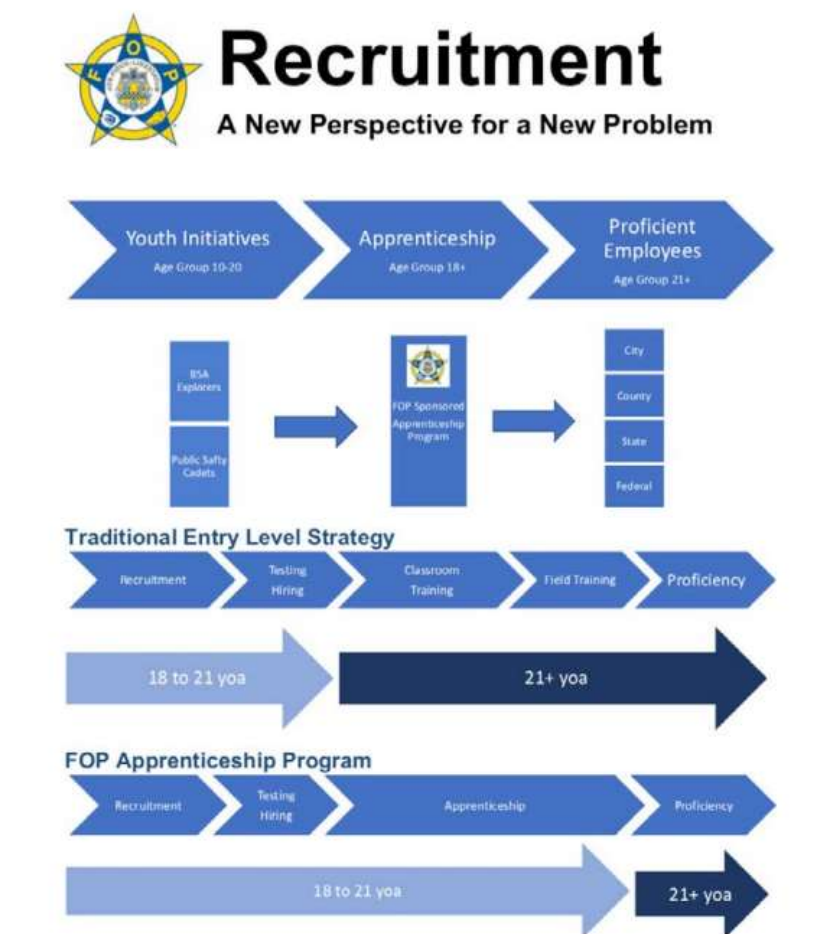 F O P
Recruitment
A New Perspective for a New Problem
Youth Initiatives
Age Group 10-20
Apprenticeship
Age Group 18+
Proficient
Employees
Age Group 21+
BSA
Explorers
Public Safty
Cadets
FOP Sponsored
Apprenticeship
Program
City
County
State
Federal
Traditional Entry Level Strategy
Recruitment
Testing
Hiring
Classroom
Training
Field Training
Proficiency
18 to 21 yoa
21+ yoa
FOP Apprenticeship Program
Recruitment
Testing
Hiring
Apprenticeship
Proficiency
18 to 21 yoa
21+ yoa